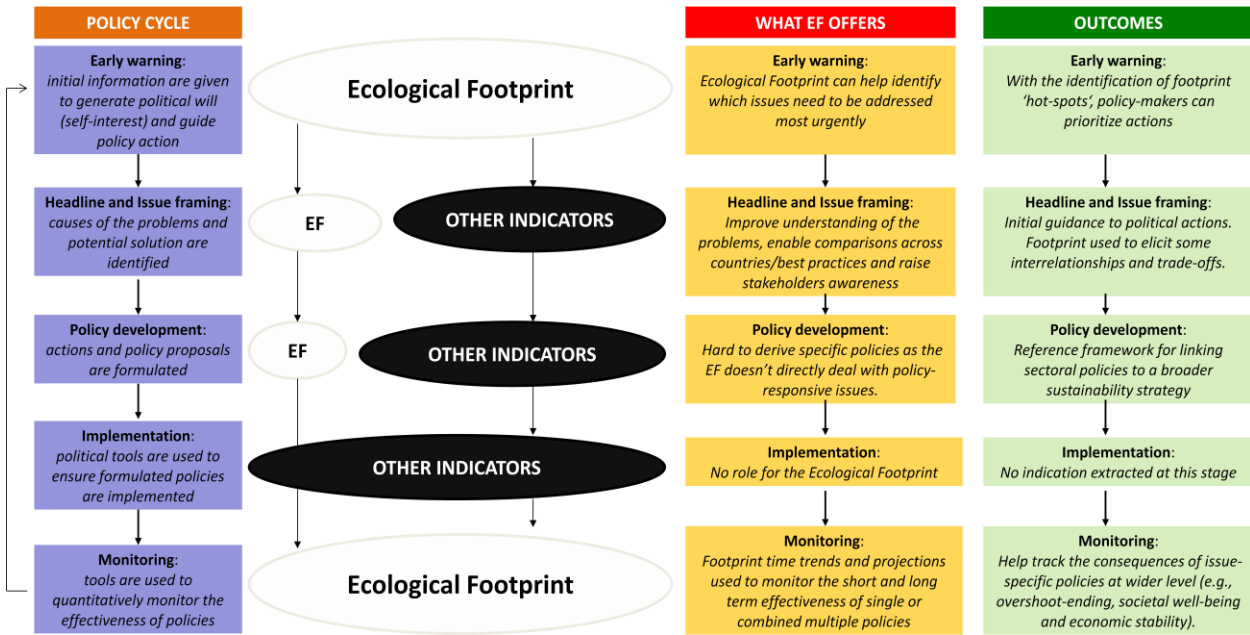 POLICY CYCLE
Early warning:
initial information are given
to generate political will
(self-interest) and guide
policy action
Headline and Issue framing:
causes of the problems and
potential solution are
identified
Policy development:
actions and policy proposals
are formulated
Implementation:
political tools are used to
ensure formulated policies
are implemented
Monitoring:
tools are used to
quantitatively monitor the
effectiveness of policies
Ecological Footprint
EF
OTHER INDICATORS
EF
OTHER INDICATORS
OTHER INDICATORS
Ecological Footprint
WHAT EF OFFERS
Early warning:
Ecological Footprint can help identify
which issues need to be addressed
most urgently
Headline and Issue framing:
Improve understanding of the
problems, enable comparisons across
countries/best practices and raise
stakeholders awareness
Policy development:
Hard to derive specific policies as the
EF doesn't directly deal with policy-
responsive issues.
Implementation:
No role for the Ecological Footprint
Monitoring:
Footprint time trends and projections
used to monitor the short and long
term effectiveness of single or
combined multiple policies
OUTCOMES
Early warning:
With the identification of footprint
'hot-spots', policy-makers can
prioritize actions
Headline and Issue framing:
Initial guidance to political actions.
Footprint used to elicit some
interrelationships and trade-offs.
Policy development:
Reference framework for linking
sectoral policies to a broader
sustainability strategy
Implementation:
No indication extracted at this stage
Monitoring:
Help track the consequences of issue-
specific policies at wider level (e.g.,
overshoot-ending, societal well-being
and economic stability).